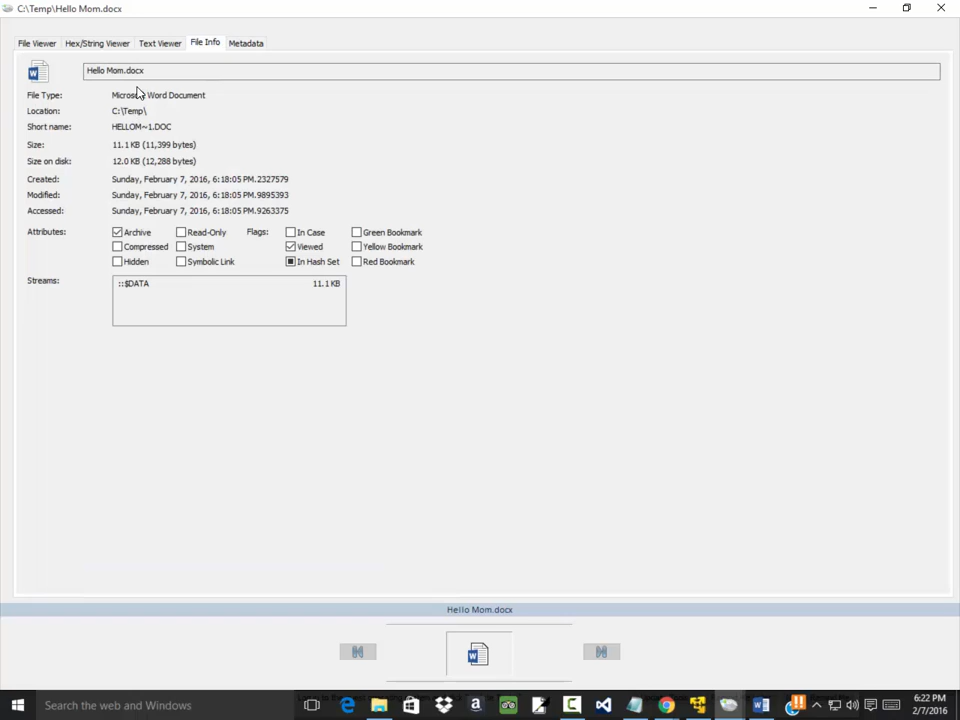 C:\Temp\Hello Mom.docx
File Viewer Hex/String Viewer Text Viewer File Info Metadata
Hello Mom.docx
File Type: Microsoft Word Document
Location: C:\Temp\
Short name: HELLOM~1.DOC
Size: 11.1 KB (11,399 bytes)
Size on disk: 12.0 KB (12,288 bytes)
Created: Sunday, February 7, 2016, 6:18:05 PM.2327579
Modified: Sunday, February 7, 2016, 6:18:05 PM.9895393
Accessed: Sunday, February 7, 2016, 6:18:05 PM.9263375
Attributes: Archive Read-Only Flags: In Case Green Bookmark
Compressed System Viewed Yellow Bookmark
Hidden Symbolic Link In Hash Set Red Bookmark
Streams: ::$DATA 11.1 KB
Hello Mom.docx
Search the web and Windows
6:22 PM
2/7/2016